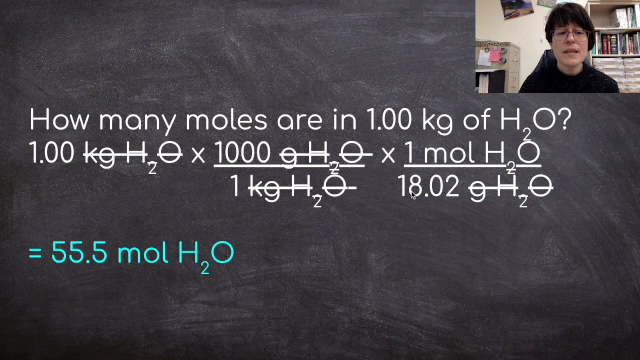 How many moles are in 1.00 kg of H₂O?
1.00 kg H₂O x 1000 g H₂O x 1 mol H₂O
1 kg H₂O 18.02 g H₂O
= 55.5 mol H₂O